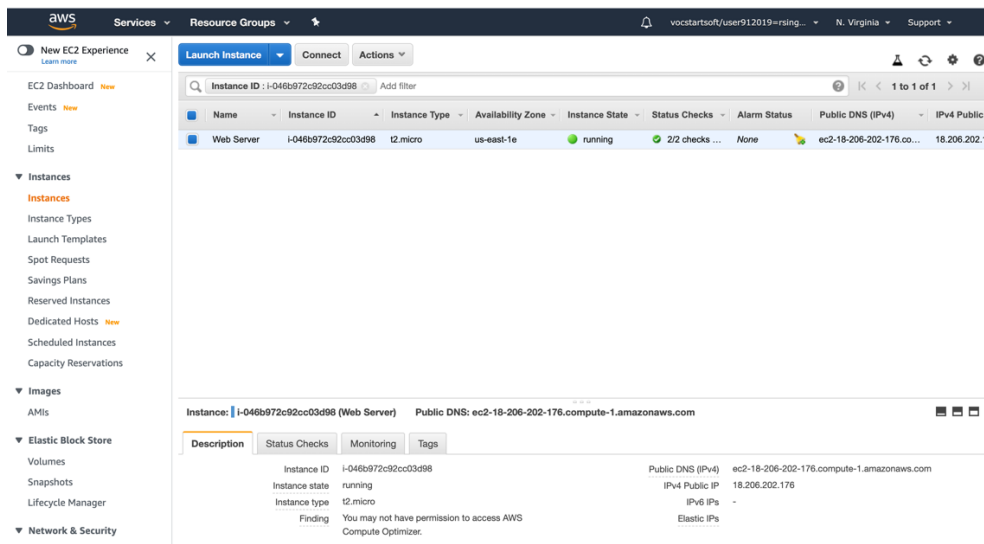 aws Services Resource Groups vocstartsoft/user912019=rsing... N. Virginia Support
New EC2 Experience
Learn more
Launch Instance Connect Actions
EC2 Dashboard New
Events New
Tags
Limits
Instances
Instances
Instance Types
Launch Templates
Spot Requests
Savings Plans
Reserved Instances
Dedicated Hosts New
Scheduled Instances
Capacity Reservations
Images
AMIs
Elastic Block Store
Volumes
Snapshots
Lifecycle Manager
Network & Security
Instance ID : i-046b972c92cc03d98 Add filter 1 to 1 of 1
Name Instance ID Instance Type Availability Zone Instance State Status Checks Alarm Status Public DNS (IPv4) IPv4 Public
Web Server i-046b972c92cc03d98 t2.micro us-east-1e running 2/2 checks ... None ec2-18-206-202-176.co... 18.206.202.
Instance: i-046b972c92cc03d98 (Web Server) Public DNS: ec2-18-206-202-176.compute-1.amazonaws.com
Description Status Checks Monitoring Tags
Instance ID i-046b972c92cc03d98 Public DNS (IPv4) ec2-18-206-202-176.compute-1.amazonaws.com
Instance state running IPv4 Public IP 18.206.202.176
Instance type t2.micro IPv6 IPs -
Finding You may not have permission to access AWS Elastic IPs
Compute Optimizer.